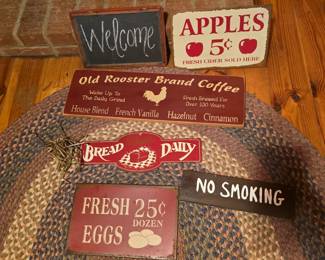 Welcome
APPLES
5¢
FRESH CIDER SOLD HERE
Old Rooster Brand Coffee
Wake Up To
The Daily Grind
Fresh Brewed For
Over 100 Years
House Blend French Vanilla Hazelnut Cinnamon
BREAD DAILY
NO SMOKING
FRESH 25¢
EGGS DOZEN